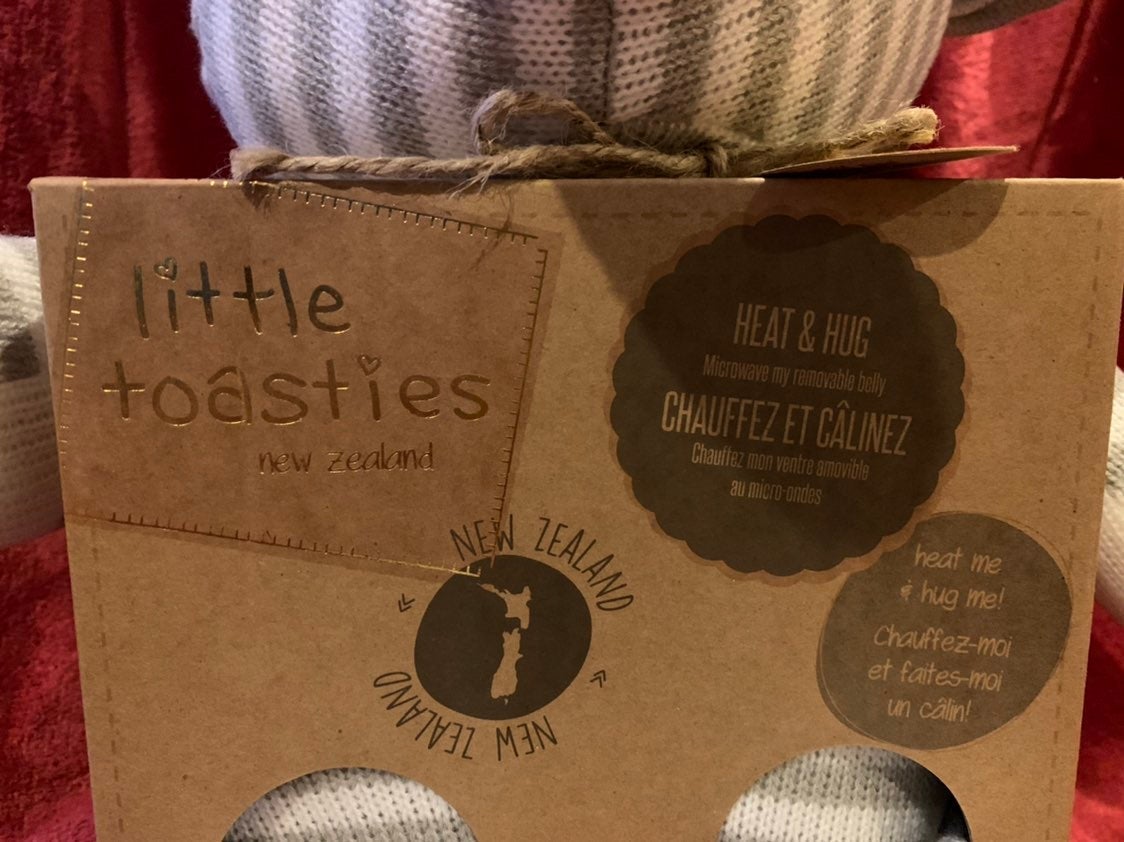 little
toasties
new zealand
HEAT & HUG
Microwave my removable belly
CHAUFFEZ ET CÂLINEZ
Chauffez mon ventre amovible
au micro-ondes
NEW ZEALAND
NEW ZEALAND
heat me
& hug me!
Chauffez-moi
et faites-moi
un câlin!